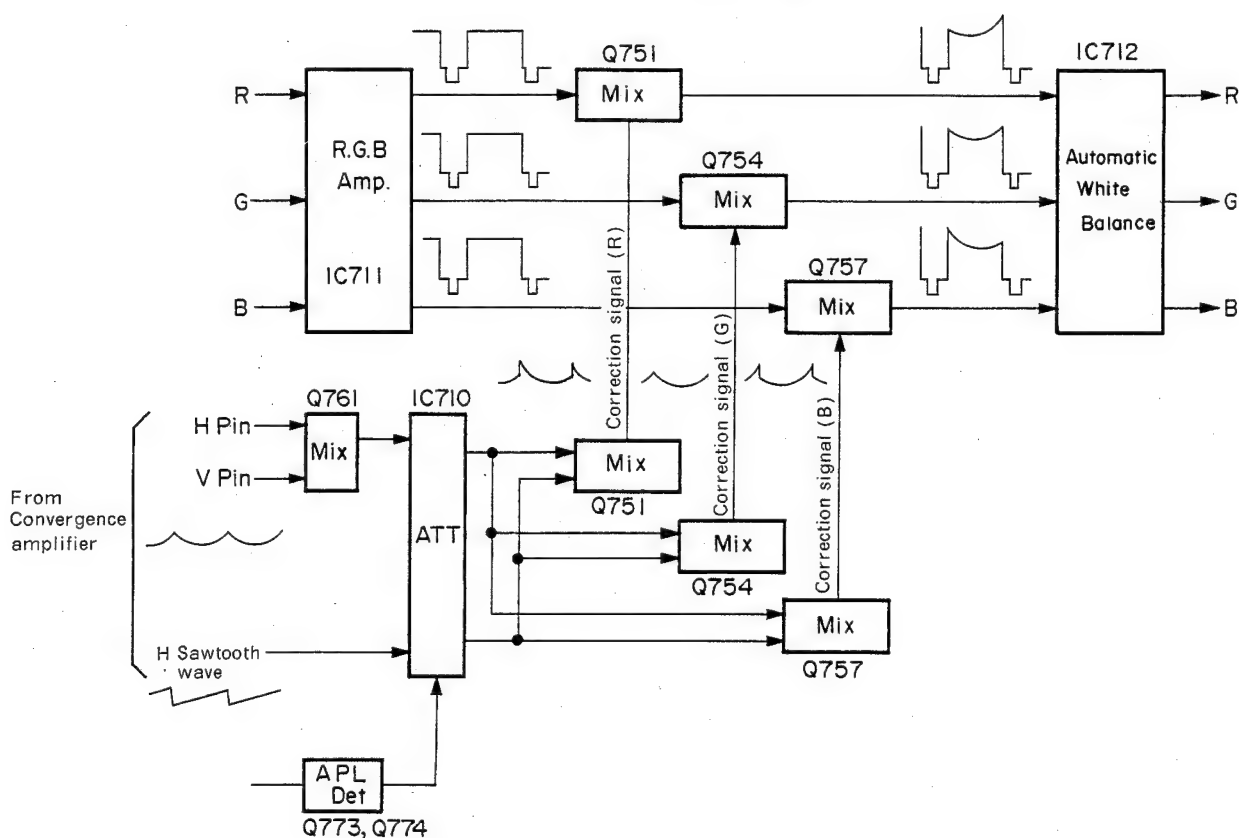 Q751
IC712
R
Mix
R
R.G.B
Amp.
Q754
Automatic
White
Balance
G
Mix
G
IC711
Q757
B
Mix
B
Correction signal (R)
Correction signal (G)
Correction signal (B)
Q761
IC710
H Pin
V Pin
Mix
From
Convergence
amplifier
ATT
Mix
Q751
Mix
Q754
Mix
Q757
H Sawtooth
wave
APL
Det
Q773, Q774